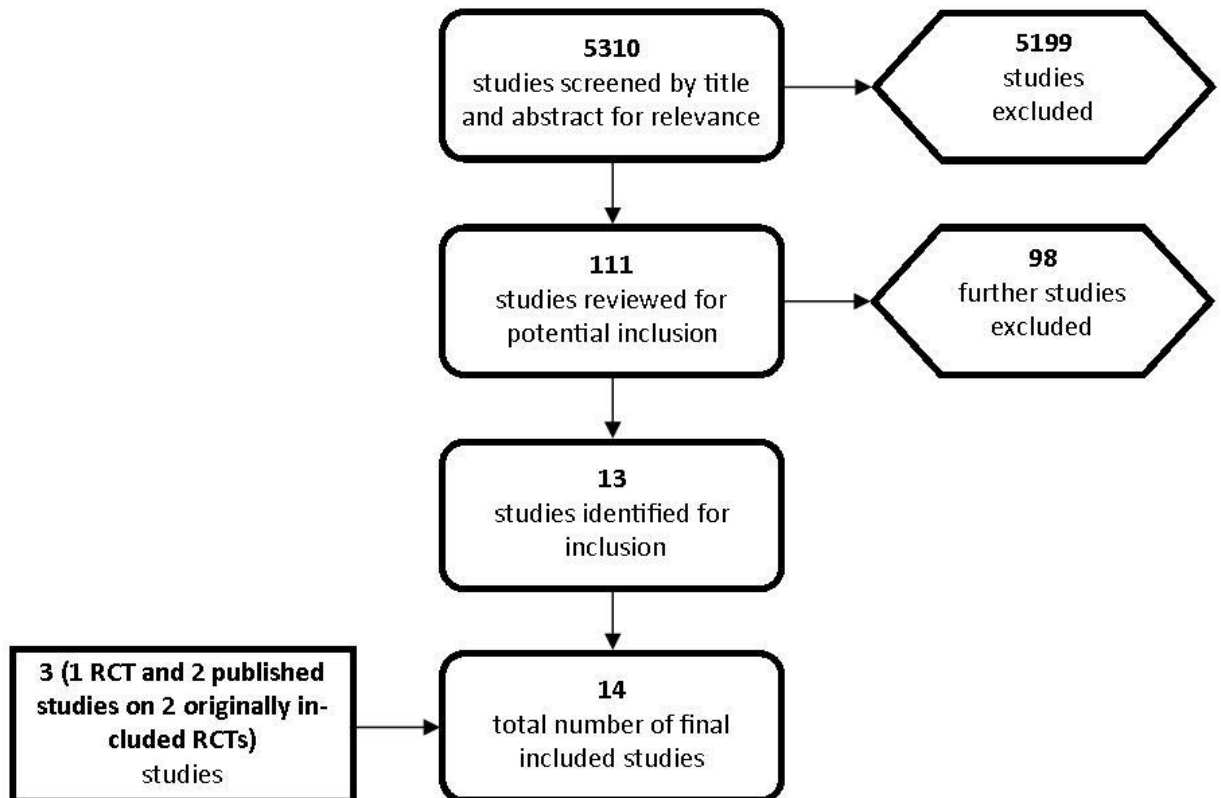 5310
studies screened by title
and abstract for relevance
5199
studies
excluded
111
studies reviewed for
potential inclusion
98
further studies
excluded
13
studies identified for
inclusion
3 (1 RCT and 2 published
studies on 2 originally in-
cluded RCTs)
studies
14
total number of final
included studies